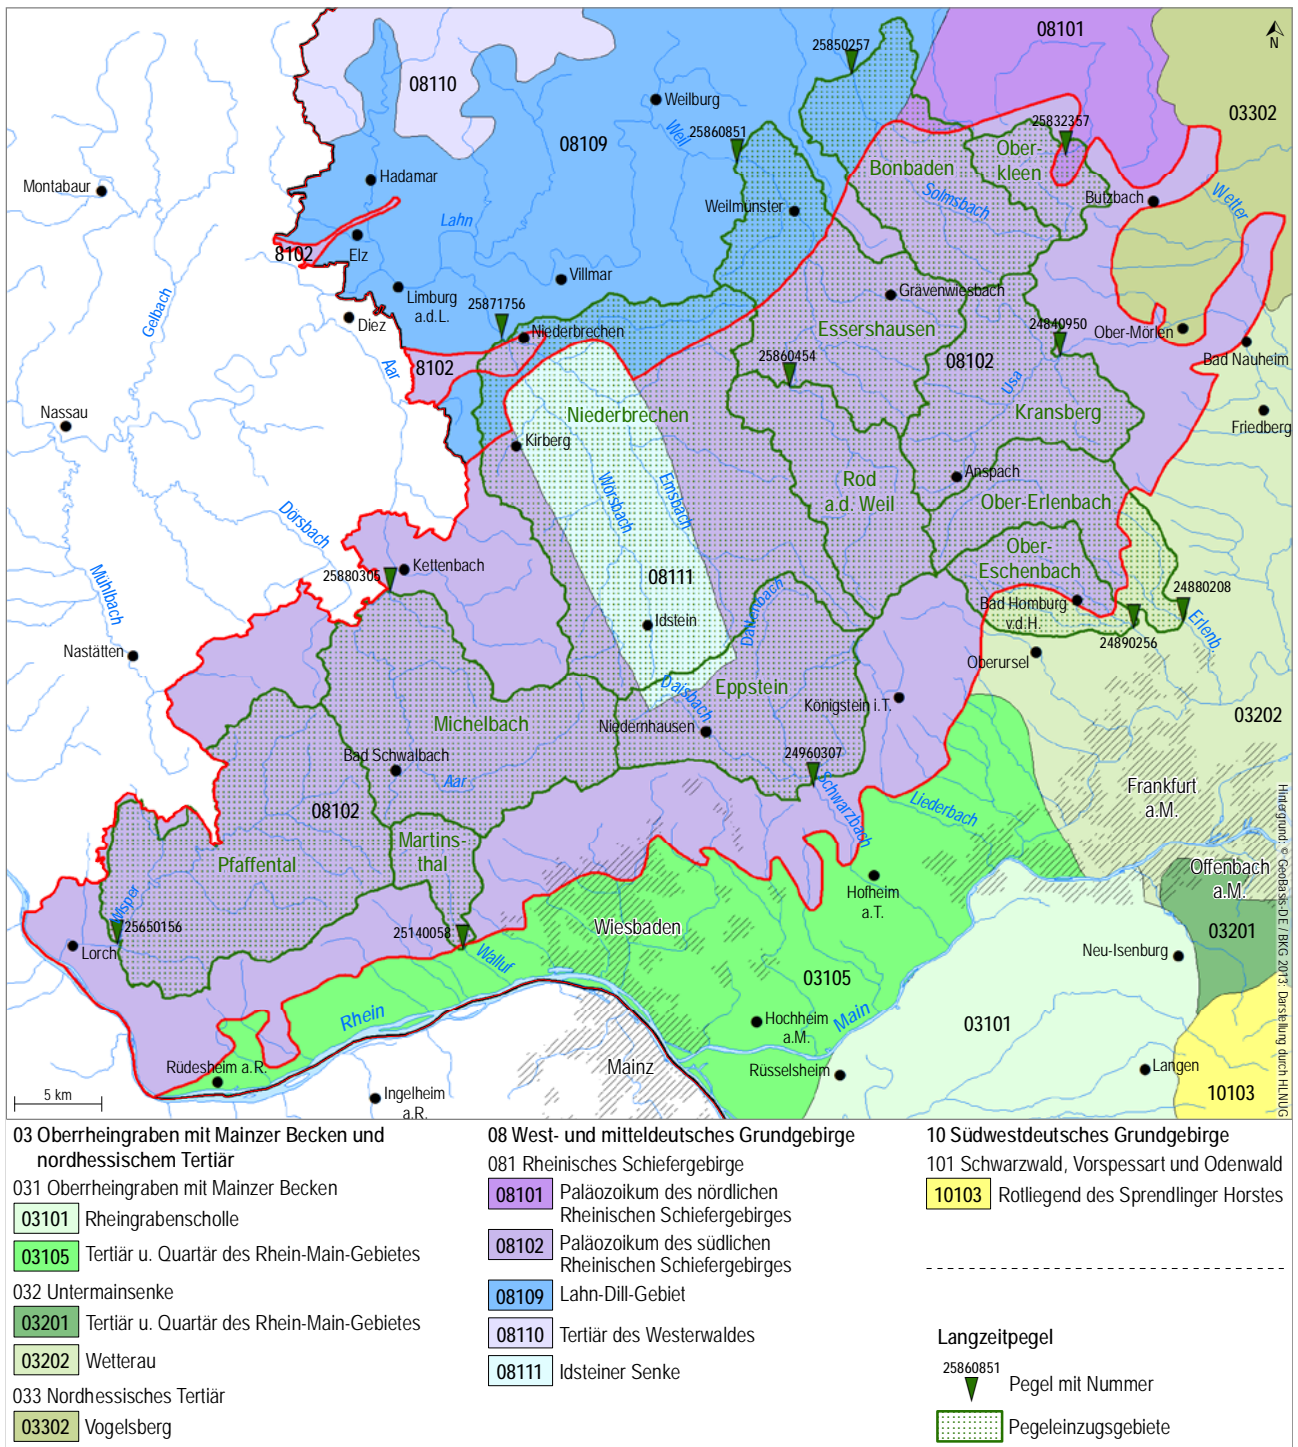 08101
N
25850257
08110
Weilburg
03302
Weil
25860851
25832357
08109
Ober-
kleen
Bonbaden
Hadamar
Montabaur
Solmsbach
Butzbach
Wetter
Weilmünster
Lahn
8102
Elz
Villmar
Limburg
a.d.L.
Grävenwiesbach
25871756
Gelbach
Diez
Niederbrechen
Essershausen
24840950
Ober-Mörlen
Bad Nauheim
25860454
08102
8102
Aar
Usa
Nassau
Niederbrechen
Kransberg
Friedberg
Kirberg
Anspach
Rod
a.d. Weil
Wörsbach
Emsbach
Ober-Erlenbach
Dörsbach
Ober-
Eschenbach
Kettenbach
25880305
08111
Mühlbach
Bad Homburg
v.d.H.
24880208
Dattenbach
Idstein
Erlenb.
24890256
Nastätten
Oberursel
Daisbach
Eppstein
Königstein i.T.
03202
Michelbach
Niedernhausen
Bad Schwalbach
24960307
Aar
Frankfurt
a.M.
Schwarzbach
Liederbach
08102
Martins-
thal
Pfaffental
Offenbach
a.M.
Hofheim
a.T.
Wisper
25650156
25140058
Wiesbaden
03201
Lorch
Walluf
Neu-Isenburg
03105
Rhein
Hochheim
a.M.
Main
03101
Rüdesheim a.R.
Mainz
Rüsselsheim
Langen
Ingelheim
a.R.
10103
5 km
Hintergrund: © GeoBasis-DE / BKG 2013; Darstellung durch HLNUG
03 Oberrheingraben mit Mainzer Becken und
nordhessischem Tertiär
031 Oberrheingraben mit Mainzer Becken
03101 Rheingrabenscholle
03105 Tertiär u. Quartär des Rhein-Main-Gebietes
032 Untermainsenke
03201 Tertiär u. Quartär des Rhein-Main-Gebietes
03202 Wetterau
033 Nordhessisches Tertiär
03302 Vogelsberg
08 West- und mitteldeutsches Grundgebirge
081 Rheinisches Schiefergebirge
08101 Paläozoikum des nördlichen
Rheinischen Schiefergebirges
08102 Paläozoikum des südlichen
Rheinischen Schiefergebirges
08109 Lahn-Dill-Gebiet
08110 Tertiär des Westerwaldes
08111 Idsteiner Senke
10 Südwestdeutsches Grundgebirge
101 Schwarzwald, Vorspessart und Odenwald
10103 Rotliegend des Sprendlinger Horstes
Langzeitpegel
25860851
Pegel mit Nummer
Pegeleinzugsgebiete